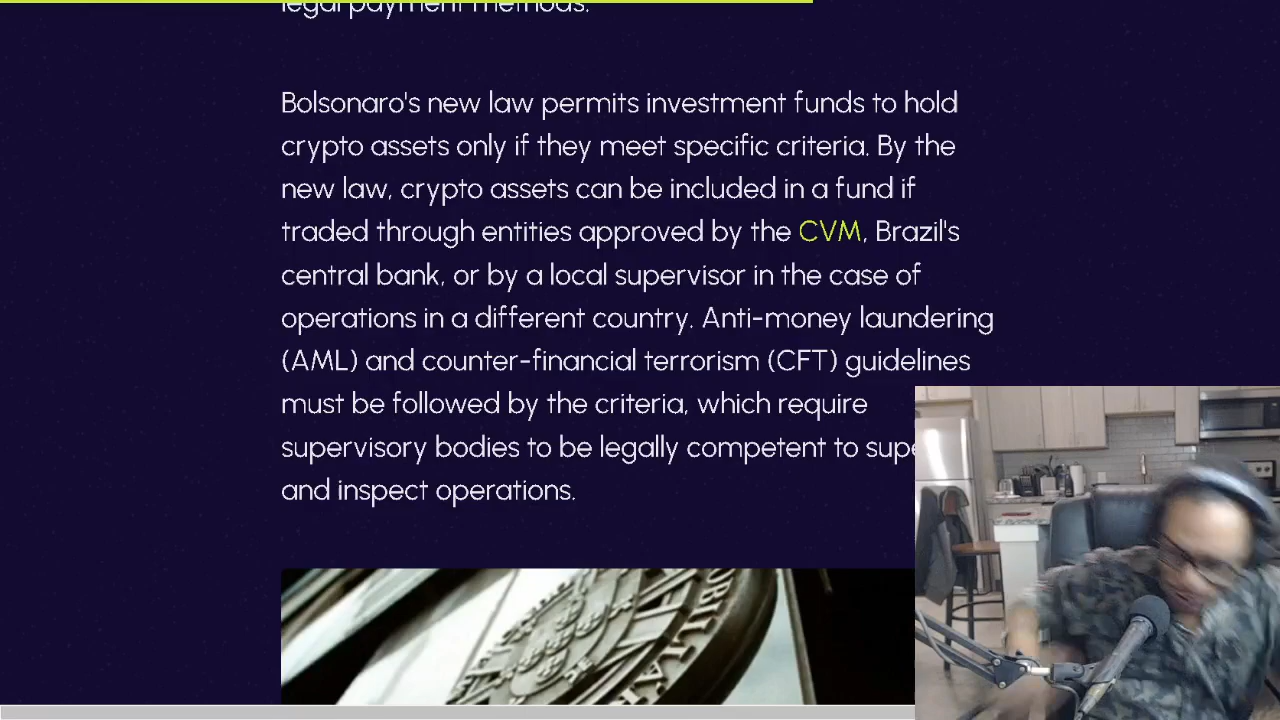 legal payment methods.
Bolsonaro's new law permits investment funds to hold
crypto assets only if they meet specific criteria. By the
new law, crypto assets can be included in a fund if
traded through entities approved by the CVM, Brazil's
central bank, or by a local supervisor in the case of
operations in a different country. Anti-money laundering
(AML) and counter-financial terrorism (CFT) guidelines
must be followed by the criteria, which require
supervisory bodies to be legally competent to supe
and inspect operations.